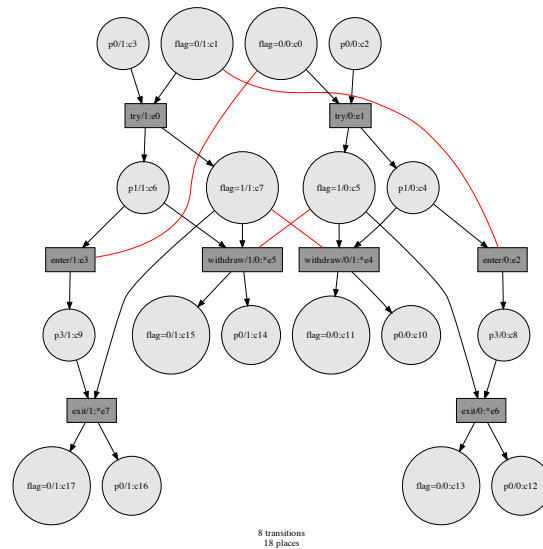 p0/1:c3
flag=0/1:c1
flag=0/0:c0
p0/0:c2
try/1:e0
try/0:e1
p1/1:c6
flag=1/1:c7
flag=1/0:c5
p1/0:c4
enter/1:e3
withdraw/1/0:*e5
withdraw/0/1:*e4
enter/0:e2
p3/1:c9
flag=0/1:c15
p0/1:c14
flag=0/0:c11
p0/0:c10
p3/0:c8
exit/1:*e7
exit/0:*e6
flag=0/1:c17
p0/1:c16
flag=0/0:c13
p0/0:c12
8 transitions
18 places